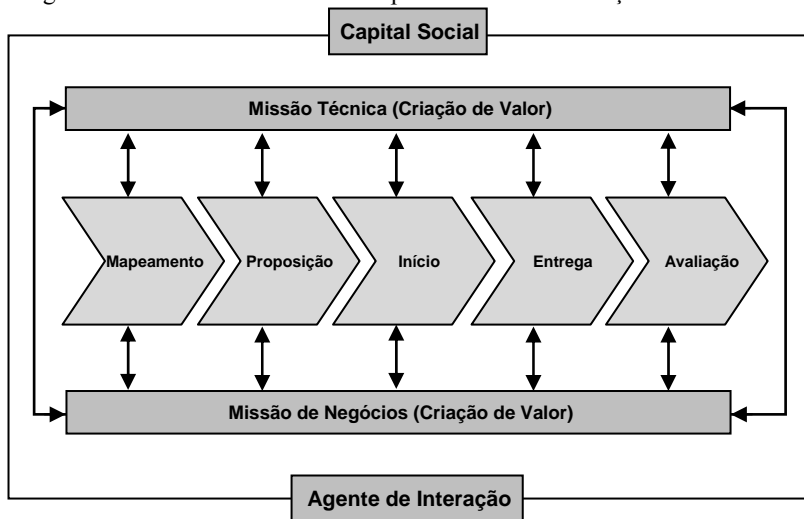 Capital Social
Missão Técnica (Criação de Valor)
Mapeamento
Proposição
Início
Entrega
Avaliação
Missão de Negócios (Criação de Valor)
Agente de Interação